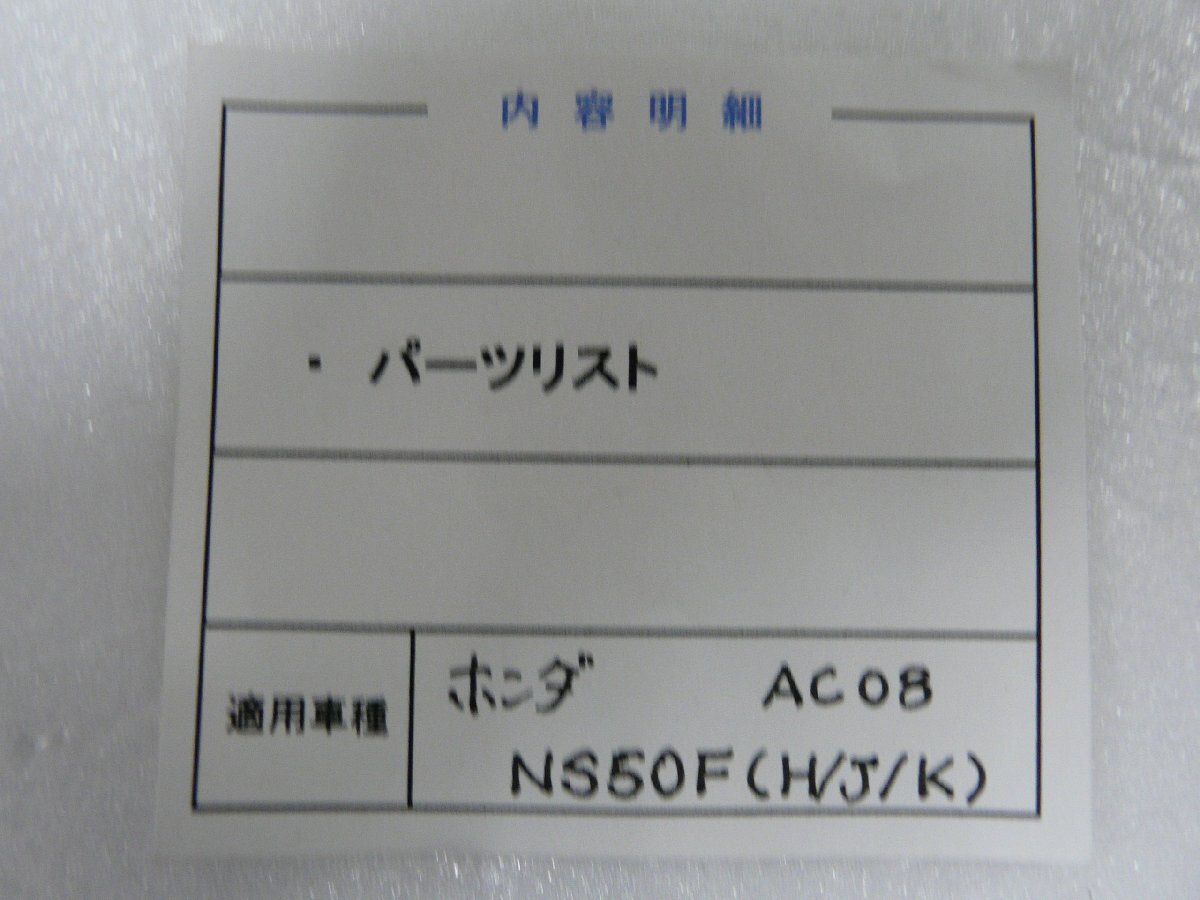 内容明細
・ パーツリスト
適用車種
ホンダ AC08
NS50F(H/J/K)